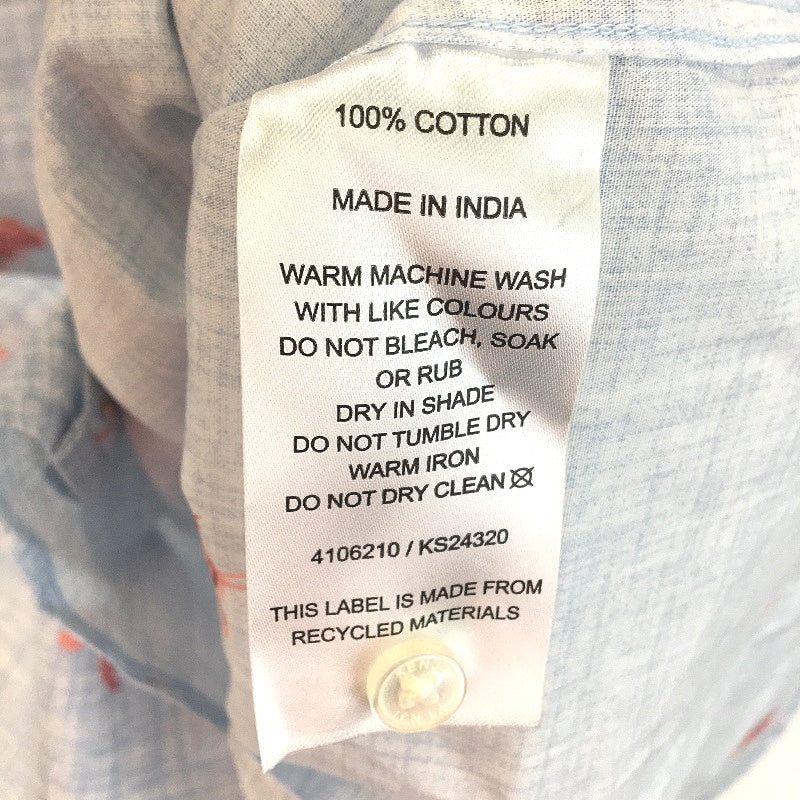 100% COTTON
MADE IN INDIA
WARM MACHINE WASH
WITH LIKE COLOURS
DO NOT BLEACH, SOAK
OR RUB
DRY IN SHADE
DO NOT TUMBLE DRY
WARM IRON
DO NOT DRY CLEAN
4106210 / KS24320
THIS LABEL IS MADE FROM
RECYCLED MATERIALS